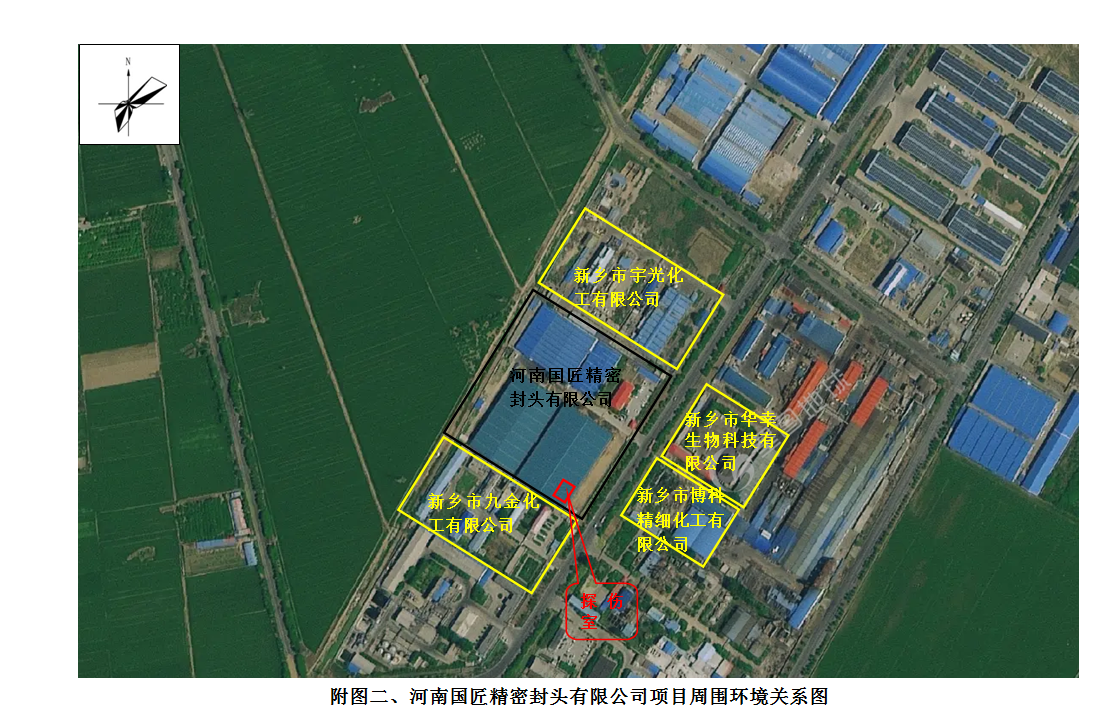 N
新乡市宇光化
工有限公司
河南国匠精密
封头有限公司
新乡市华幸
生物科技有
限公司
新乡市九金化
工有限公司
新乡市博科
精细化工有
限公司
探伤
室
附图二、河南国匠精密封头有限公司项目周围环境关系图